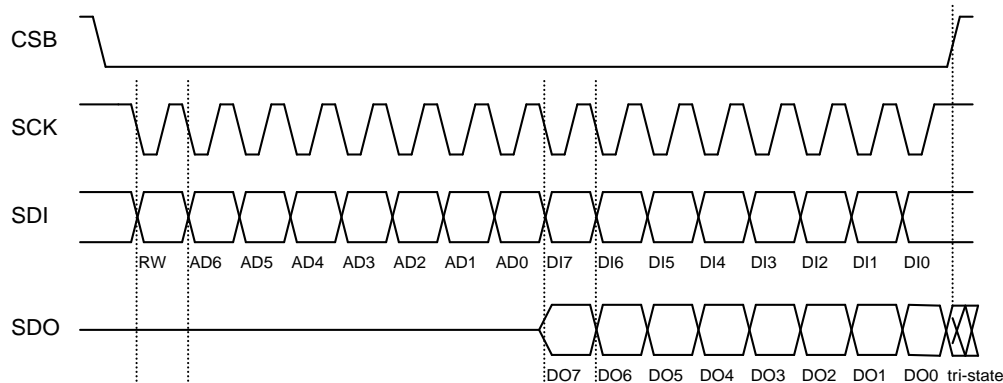 CSB
SCK
SDI
RW AD6 AD5 AD4 AD3 AD2 AD1 AD0 DI7 DI6 DI5 DI4 DI3 DI2 DI1 DI0
SDO
DO7 DO6 DO5 DO4 DO3 DO2 DO1 DO0 tri-state